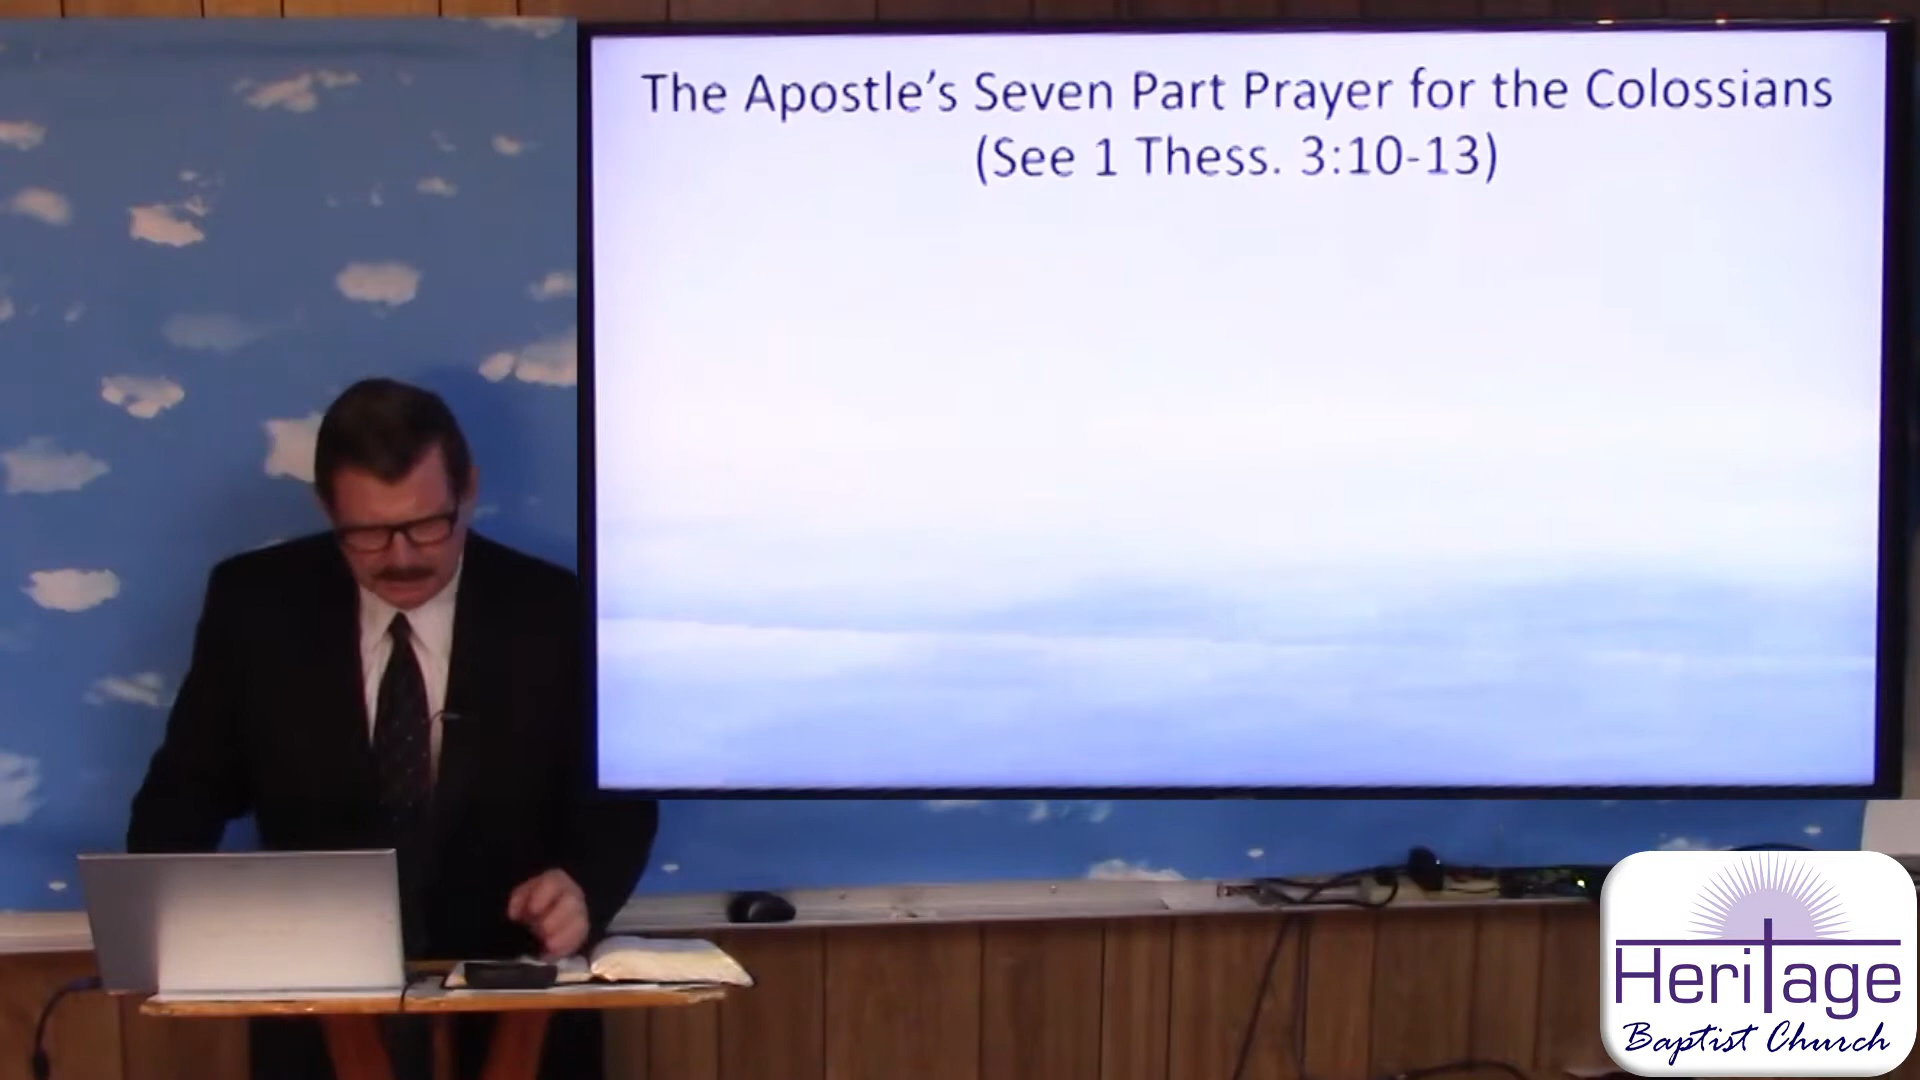 The Apostle’s Seven Part Prayer for the Colossians
(See 1 Thess. 3:10-13)
Heritage
Baptist Church